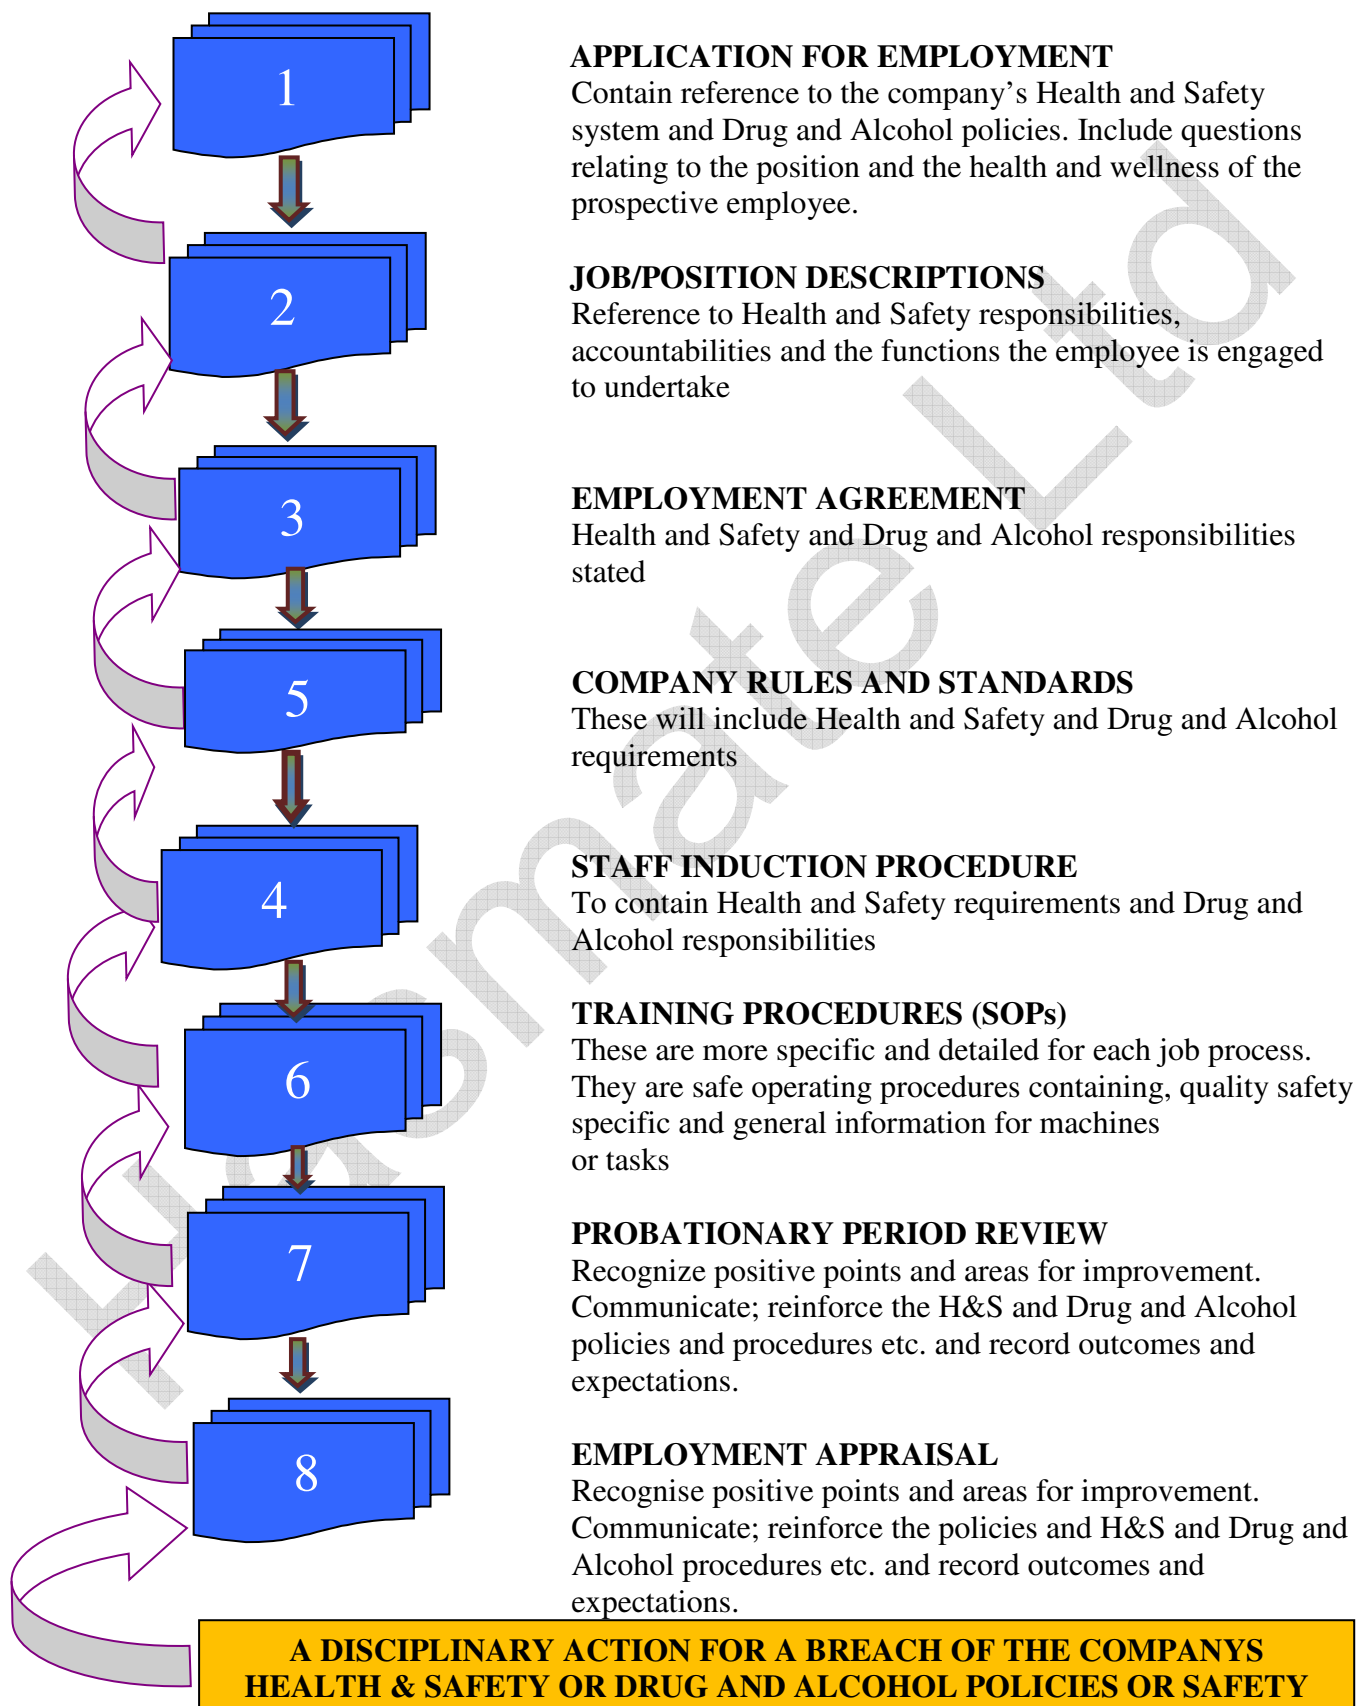 1
APPLICATION FOR EMPLOYMENT
Contain reference to the company’s Health and Safety
system and Drug and Alcohol policies. Include questions
relating to the position and the health and wellness of the
prospective employee.
2
JOB/POSITION DESCRIPTIONS
Reference to Health and Safety responsibilities,
accountabilities and the functions the employee is engaged
to undertake
3
EMPLOYMENT AGREEMENT
Health and Safety and Drug and Alcohol responsibilities
stated
5
COMPANY RULES AND STANDARDS
These will include Health and Safety and Drug and Alcohol
requirements
4
STAFF INDUCTION PROCEDURE
To contain Health and Safety requirements and Drug and
Alcohol responsibilities
6
TRAINING PROCEDURES (SOPs)
These are more specific and detailed for each job process.
They are safe operating procedures containing, quality safety
specific and general information for machines
or tasks
7
PROBATIONARY PERIOD REVIEW
Recognize positive points and areas for improvement.
Communicate; reinforce the H&S and Drug and Alcohol
policies and procedures etc. and record outcomes and
expectations.
8
EMPLOYMENT APPRAISAL
Recognise positive points and areas for improvement.
Communicate; reinforce the policies and H&S and Drug and
Alcohol procedures etc. and record outcomes and
expectations.
A DISCIPLINARY ACTION FOR A BREACH OF THE COMPANYS
HEALTH & SAFETY OR DRUG AND ALCOHOL POLICIES OR SAFETY
Ltd